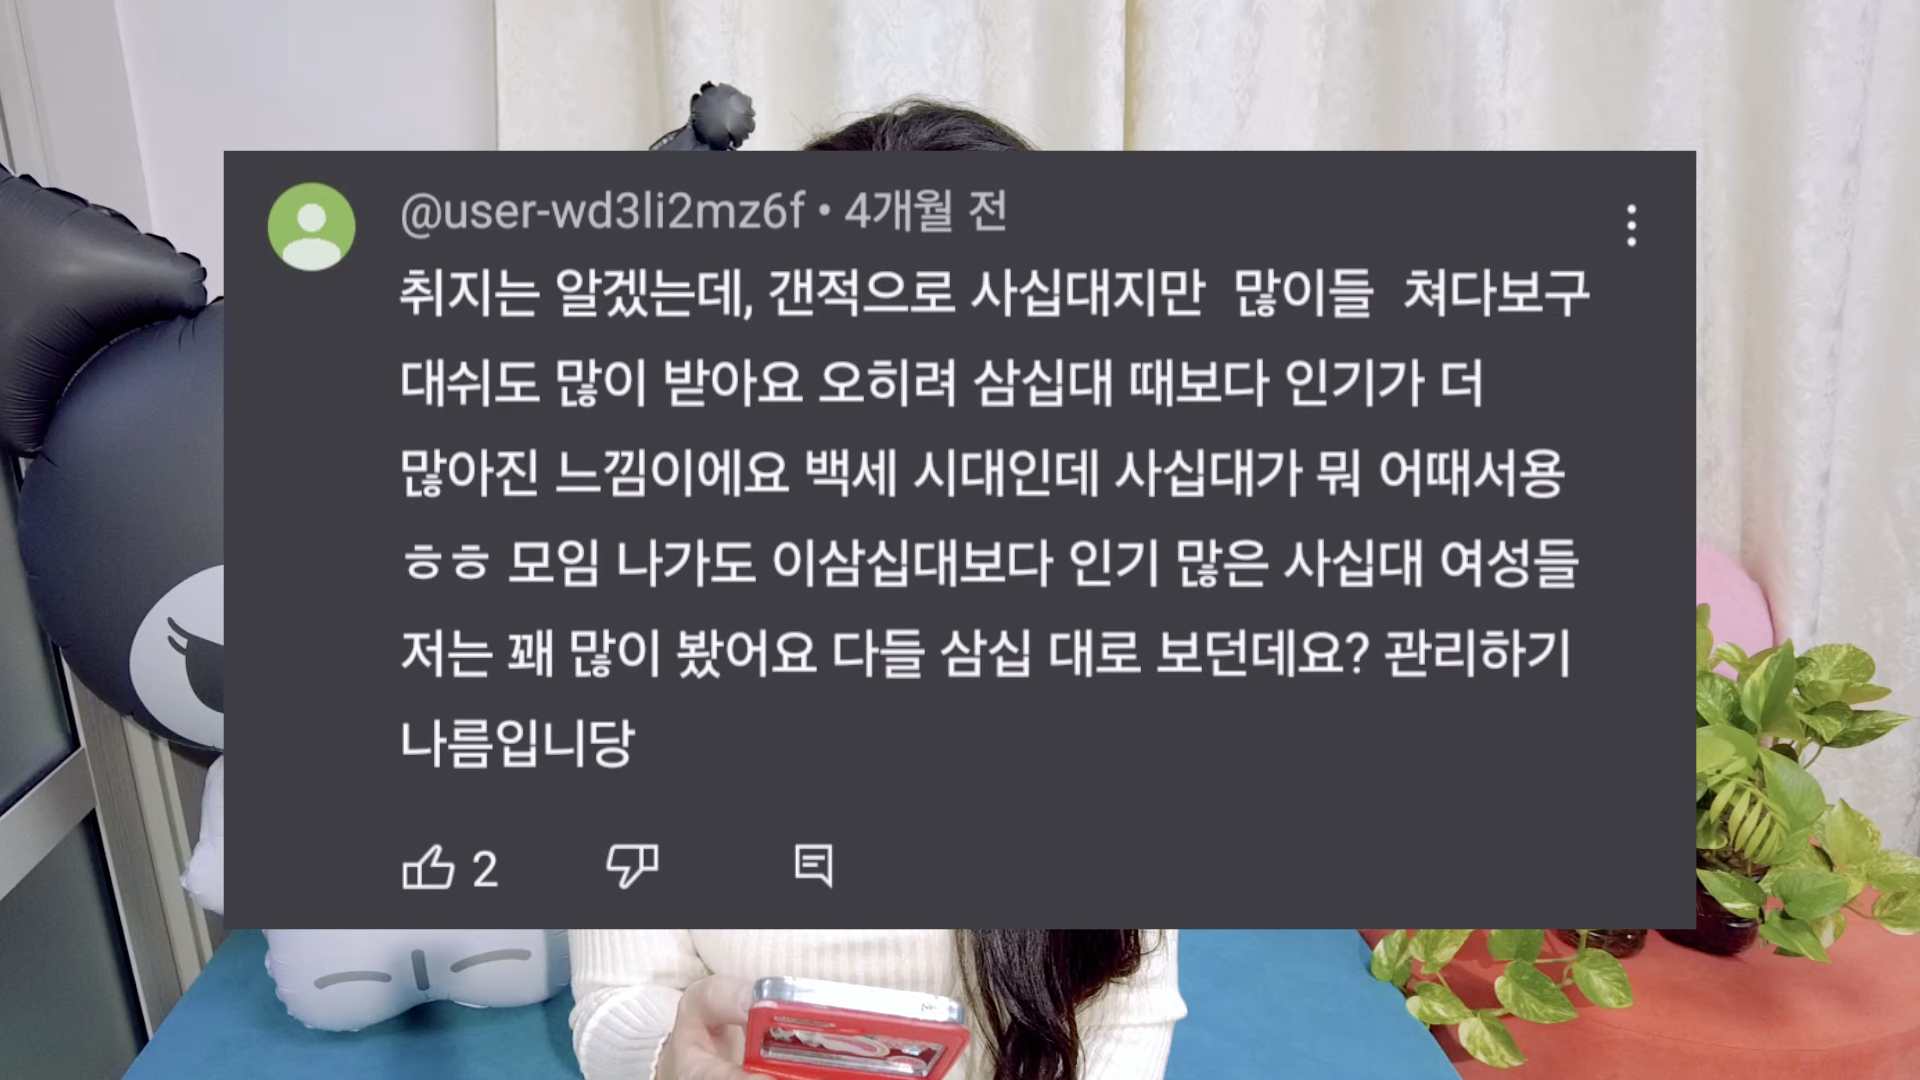 @user-wd3li2mz6f • 4개월 전
취지는 알겠는데, 갠적으로 사십대지만 많이들 쳐다보구
대쉬도 많이 받아요 오히려 삼십대 때보다 인기가 더
많아진 느낌이에요 백세 시대인데 사십대가 뭐 어때서용
ㅎㅎ 모임 나가도 이삼십대보다 인기 많은 사십대 여성들
저는 꽤 많이 봤어요 다들 삼십 대로 보던데요? 관리하기
나름입니당
2